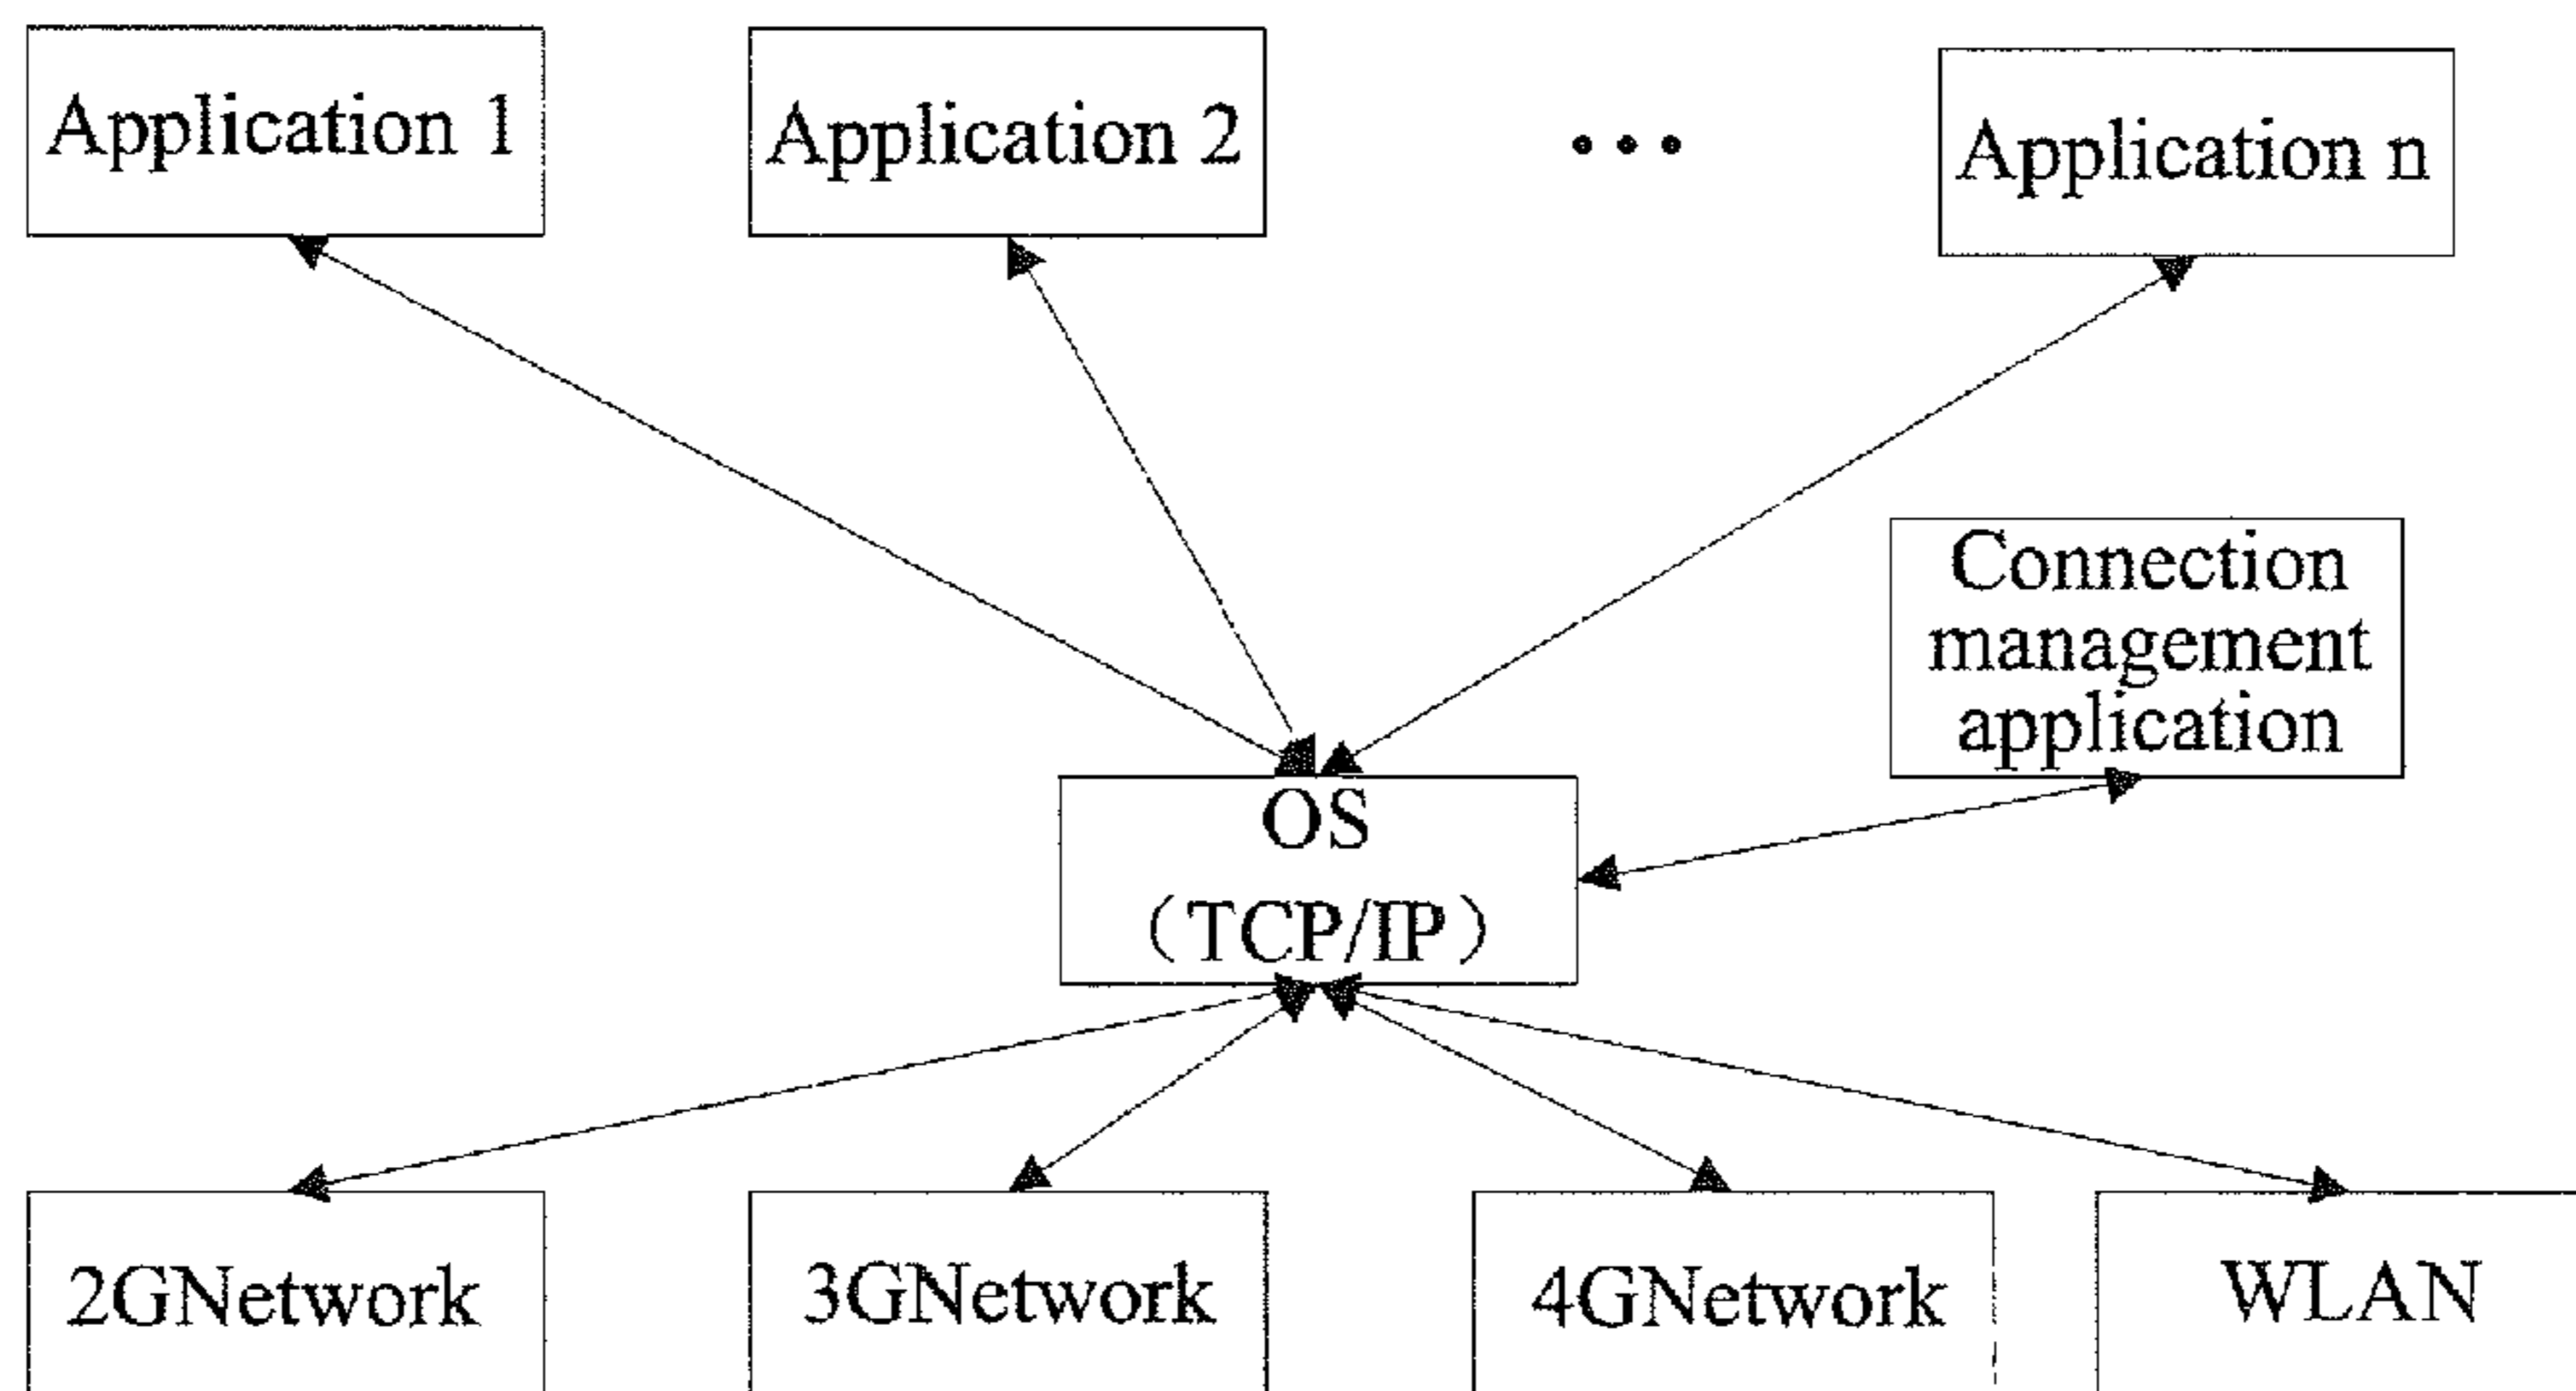 Application 1
Application 2
...
Application n
Connection
management
application
OS
（TCP/IP）
2GNetwork
3GNetwork
4GNetwork
WLAN